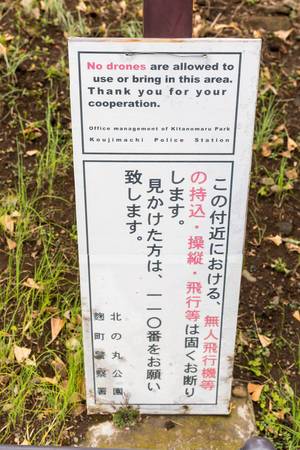 No drones are allowed to
use or bring in this area.
Thank you for your
cooperation.
Office management of Kitanomaru Park
Koujimachi Police Station
この付近における、無人飛行機等
の持込・操縦・飛行等は固くお断り
します。
見かけた方は、一一〇番をお願い
致します。
北の丸公園
麹町警察署